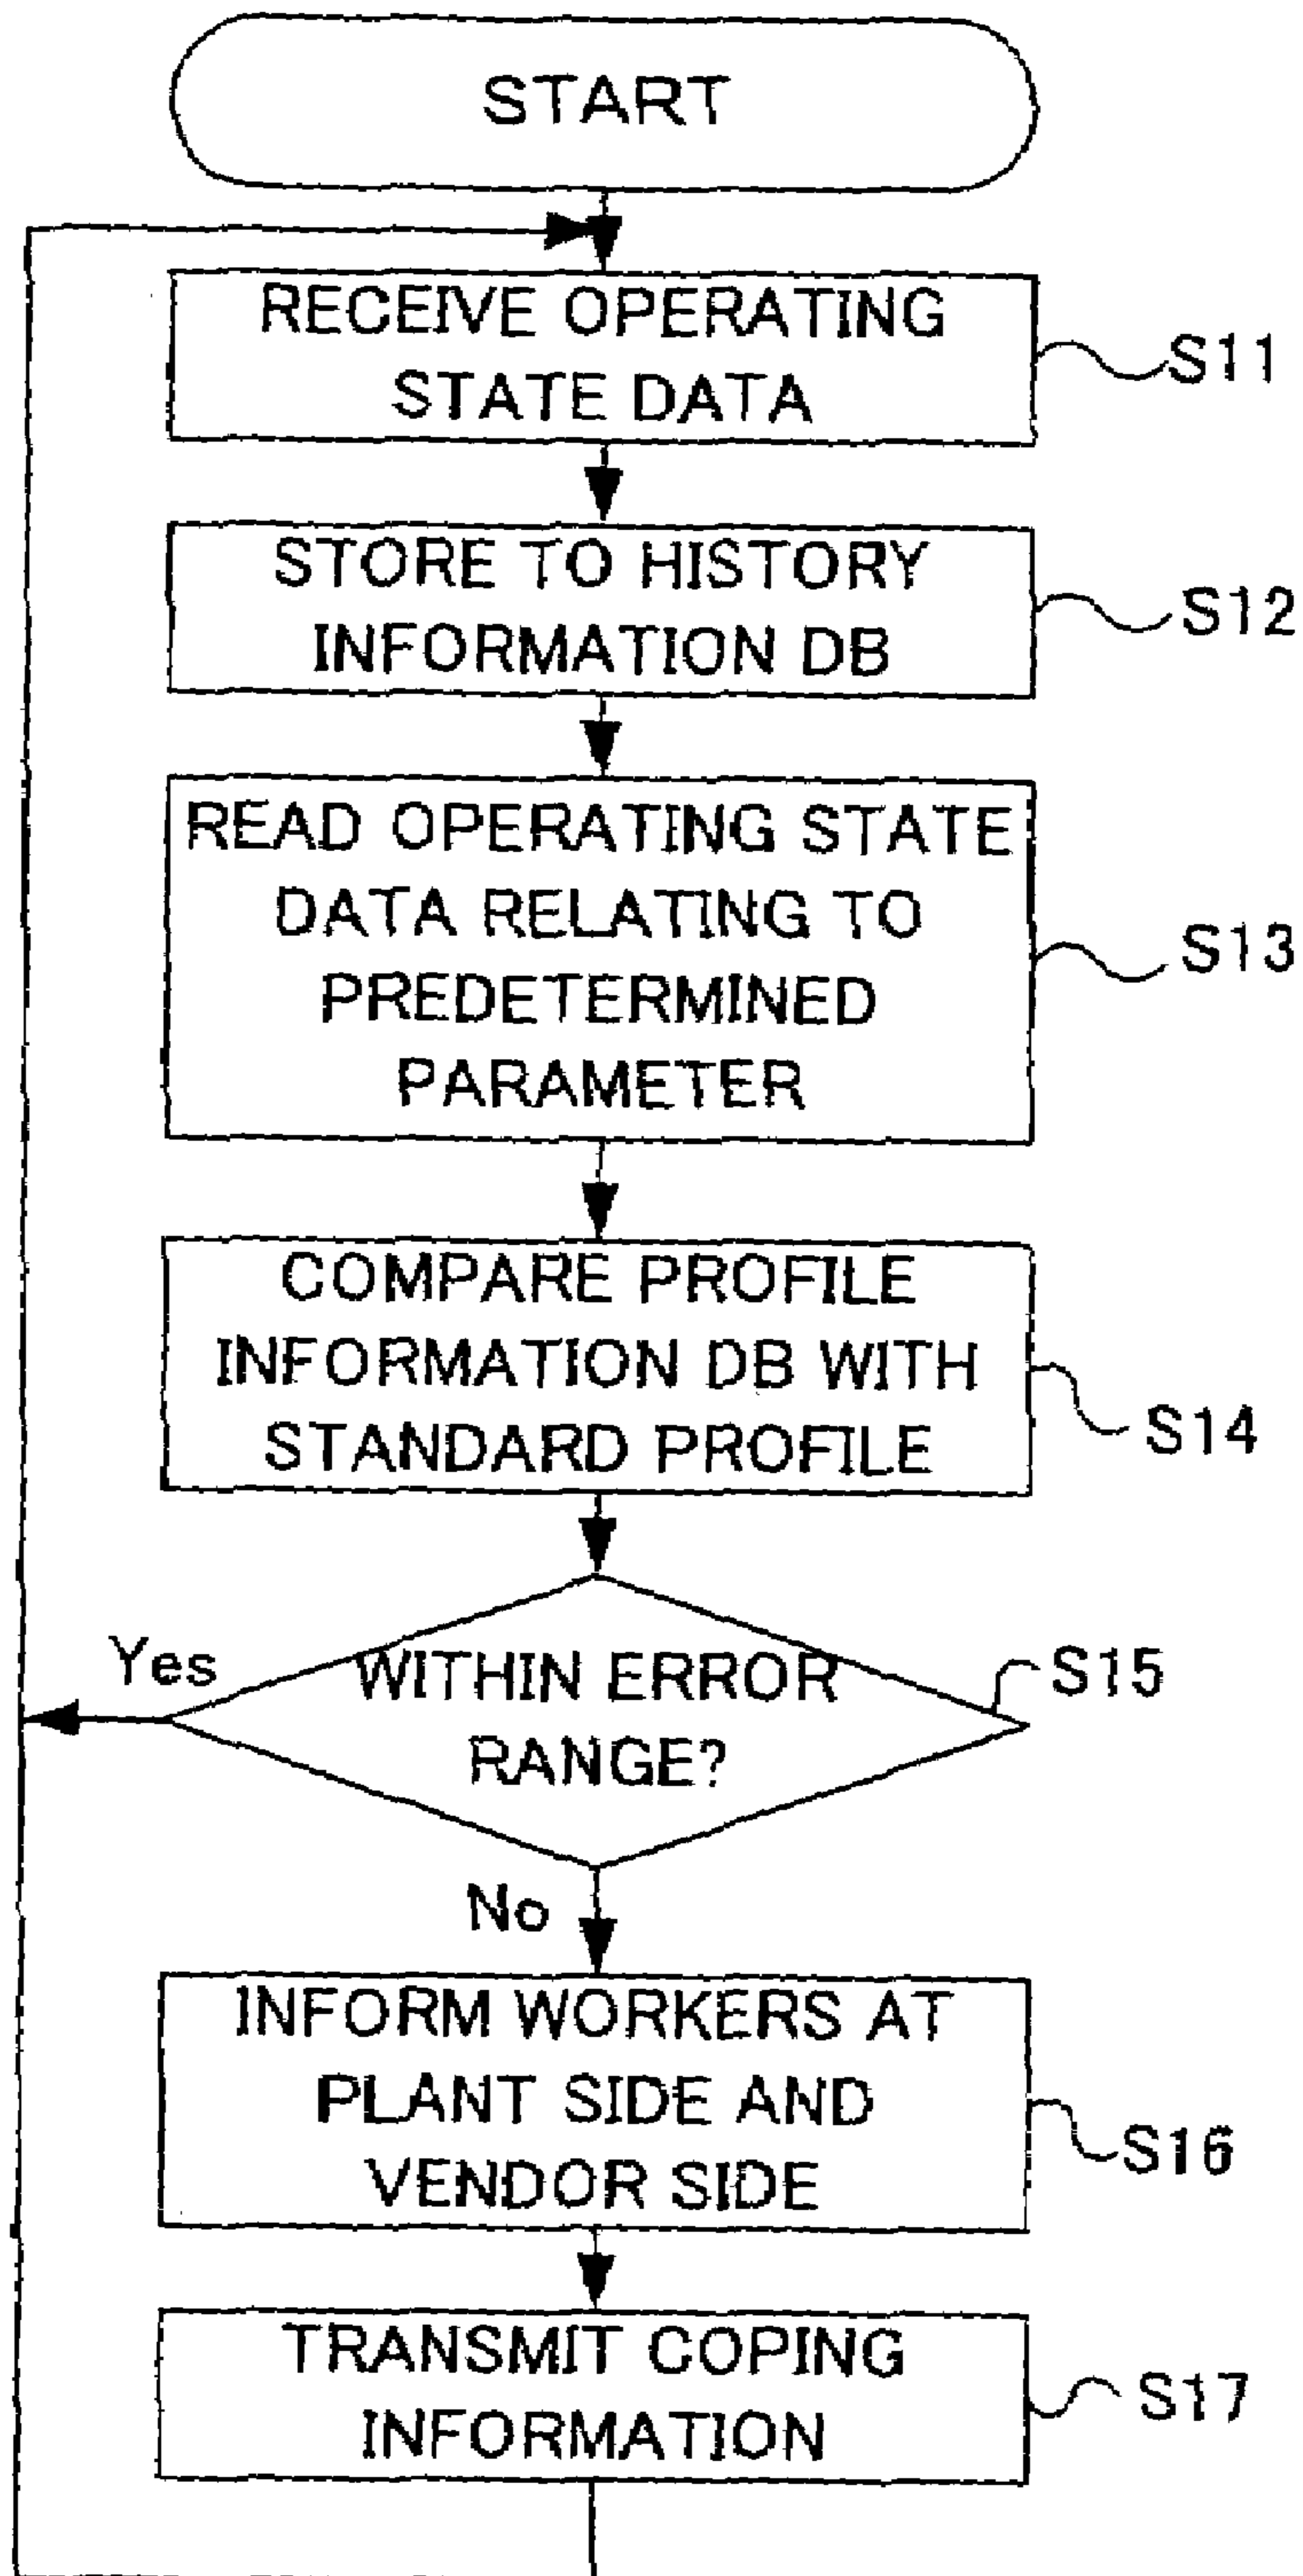 START
RECEIVE OPERATING
STATE DATA
S11
STORE TO HISTORY
INFORMATION DB
S12
READ OPERATING STATE
DATA RELATING TO
PREDETERMINED
PARAMETER
S13
COMPARE PROFILE
INFORMATION DB WITH
STANDARD PROFILE
S14
Yes
WITHIN ERROR
RANGE?
S15
No
INFORM WORKERS AT
PLANT SIDE AND
VENDOR SIDE
S16
TRANSMIT COPING
INFORMATION
S17